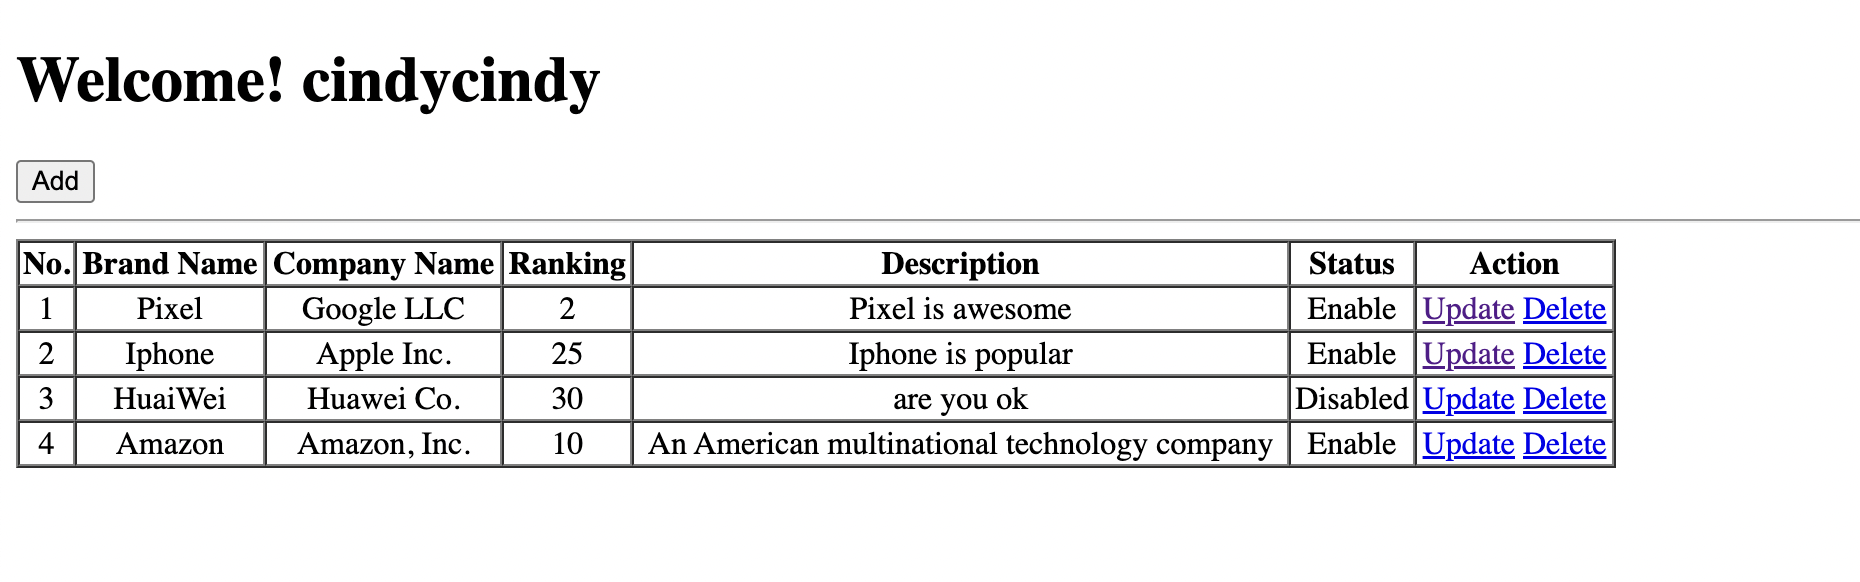 Welcome! cindycindy
Add
No. Brand Name Company Name Ranking Description Status Action
1 Pixel Google LLC 2 Pixel is awesome Enable Update Delete
2 Iphone Apple Inc. 25 Iphone is popular Enable Update Delete
3 HuaiWei Huawei Co. 30 are you ok Disabled Update Delete
4 Amazon Amazon, Inc. 10 An American multinational technology company Enable Update Delete